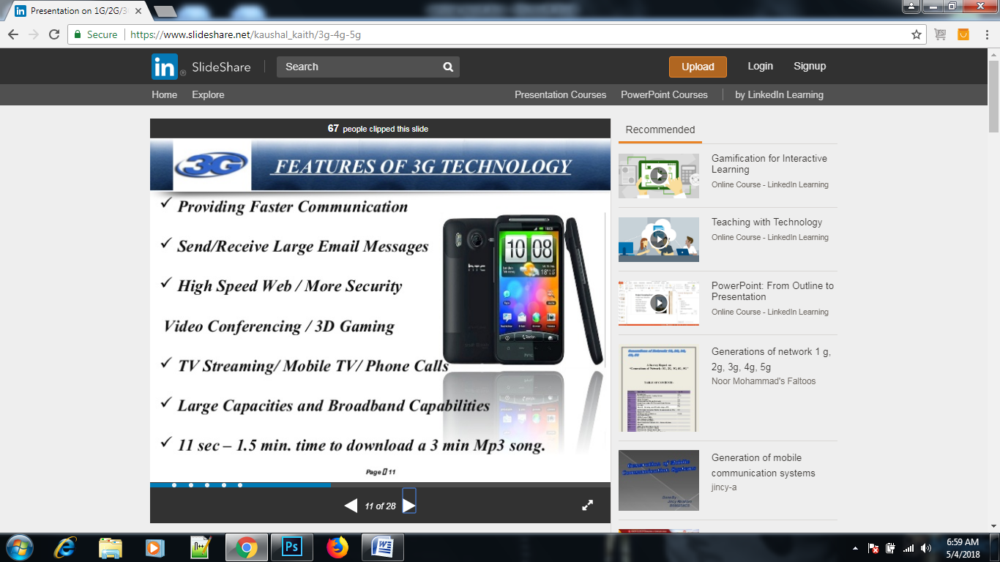 Presentation on 1G/2G/3
Secure
https://www.slideshare.net/kaushal_kaith/3g-4g-5g
in ® SlideShare
Search
Upload
Login
Signup
Home
Explore
Presentation Courses
PowerPoint Courses
by LinkedIn Learning
67 people clipped this slide
3G
FEATURES OF 3G TECHNOLOGY
✓ Providing Faster Communication
✓ Send/Receive Large Email Messages
✓ High Speed Web / More Security
Video Conferencing / 3D Gaming
✓ TV Streaming/ Mobile TV/ Phone Calls
✓ Large Capacities and Broadband Capabilities
✓ 11 sec – 1.5 min. time to download a 3 min Mp3 song.
10 08
htc
Page 11
11 of 28
Recommended
Gamification for Interactive
Learning
Online Course - LinkedIn Learning
Teaching with Technology
Online Course - LinkedIn Learning
PowerPoint: From Outline to
Presentation
Online Course - LinkedIn Learning
Generations of network 1 g,
2g, 3g, 4g, 5g
Noor Mohammad's Faltoos
Generation of Mobile
Communication Systems
Generation of mobile
communication systems
jincy-a
Ps
W
6:59 AM
5/4/2018